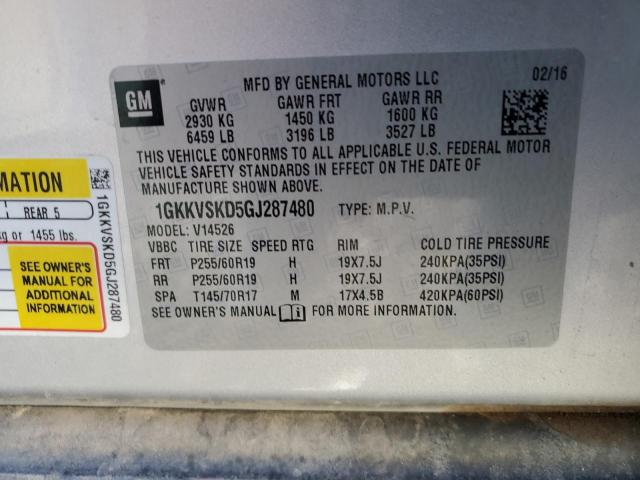 MFD BY GENERAL MOTORS LLC 02/16
GM
GVWR GAWR FRT GAWR RR
2930 KG 1450 KG 1600 KG
6459 LB 3196 LB 3527 LB
THIS VEHICLE CONFORMS TO ALL APPLICABLE U.S. FEDERAL MOTOR
VEHICLE SAFETY STANDARDS IN EFFECT ON THE DATE OF
MANUFACTURE SHOWN ABOVE.
1GKKVSKD5GJ287480 TYPE: M.P.V.
MODEL: V14526
VBBC TIRE SIZE SPEED RTG RIM COLD TIRE PRESSURE
FRT P255/60R19 H 19X7.5J 240KPA(35PSI)
RR P255/60R19 H 19X7.5J 240KPA(35PSI)
SPA T145/70R17 M 17X4.5B 420KPA(60PSI)
SEE OWNER'S MANUAL FOR MORE INFORMATION.
REAR 5
or 1455 lbs.
SEE OWNER'S
MANUAL FOR
ADDITIONAL
INFORMATION
1GKKVSKD5GJ287480